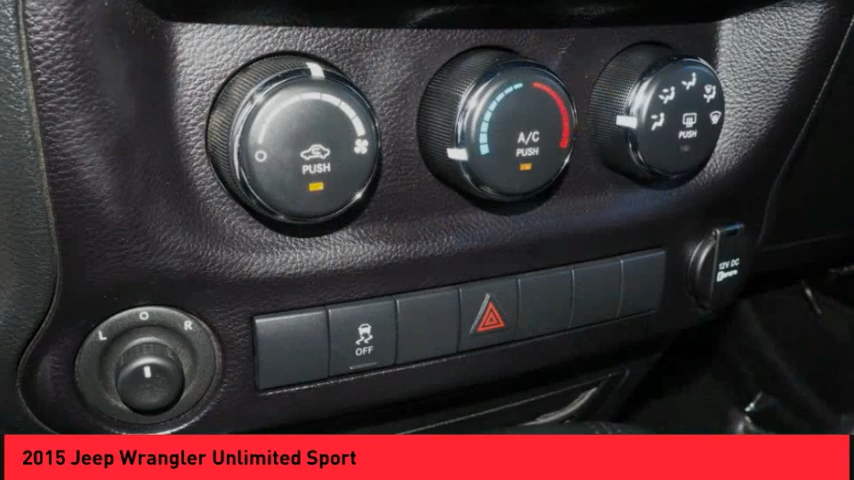 PUSH
A/C
PUSH
PUSH
12V DC
L O R
OFF
2015 Jeep Wrangler Unlimited Sport